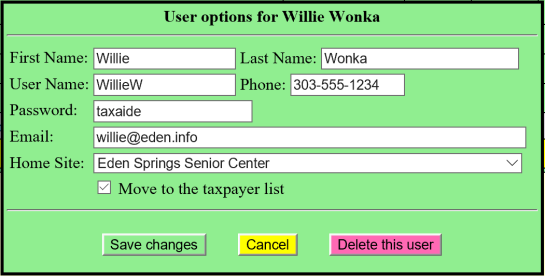 User options for Willie Wonka
First Name: Willie Last Name: Wonka
User Name: WillieW Phone: 303-555-1234
Password: taxaide
Email: willie@eden.info
Home Site: Eden Springs Senior Center
Move to the taxpayer list
Save changes Cancel Delete this user